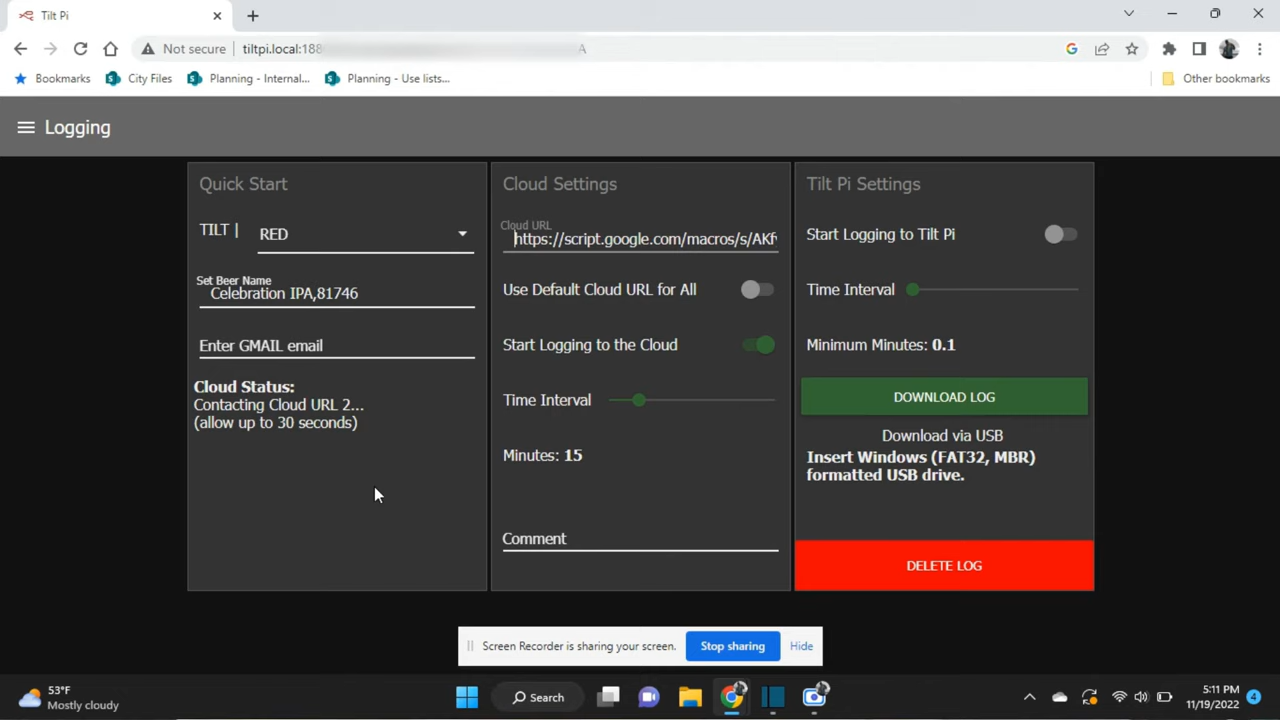 Tilt Pi
Not secure
tiltpi.local:188
A
Bookmarks
City Files
Planning - Internal...
Planning - Use lists...
Other bookmarks
Logging
Quick Start
TILT |
RED
Set Beer Name
Celebration IPA,81746
Enter GMAIL email
Cloud Status:
Contacting Cloud URL 2...
(allow up to 30 seconds)
Cloud Settings
Cloud URL
https://script.google.com/macros/s/AKf
Use Default Cloud URL for All
Start Logging to the Cloud
Time Interval
Minutes: 15
Comment
Tilt Pi Settings
Start Logging to Tilt Pi
Time Interval
Minimum Minutes: 0.1
DOWNLOAD LOG
Download via USB
Insert Windows (FAT32, MBR)
formatted USB drive.
DELETE LOG
Screen Recorder is sharing your screen.
Stop sharing
Hide
53°F
Mostly cloudy
Search
5:11 PM
11/19/2022
4